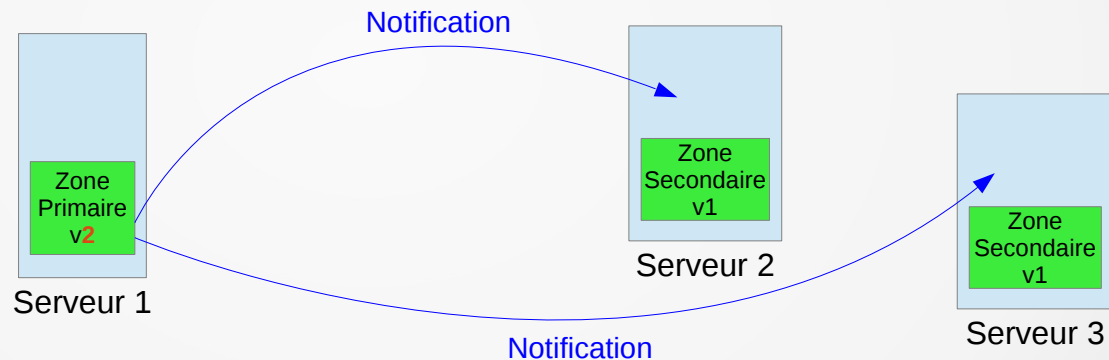 Notification
Zone
Primaire
v2
Serveur 1
Zone
Secondaire
v1
Serveur 2
Zone
Secondaire
v1
Serveur 3
Notification